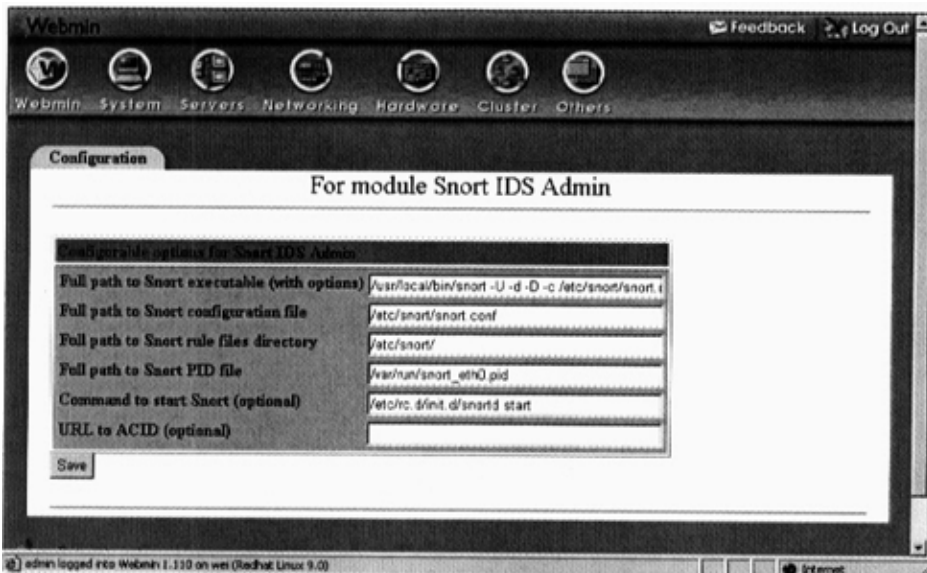 Webmin
Feedback Log Out
Webmin System Servers Networking Hardware Cluster Others
Configuration
For module Snort IDS Admin
Configurable options for Snort IDS Admin
Full path to Snort executable (with options) /usr/local/bin/snort -U -d -D -c /etc/snort/snort.c
Full path to Snort configuration file /etc/snort/snort.conf
Full path to Snort rule files directory /etc/snort/
Full path to Snort PID file /var/run/snort_eth0.pid
Command to start Snort (optional) /etc/rc.d/init.d/snortd start
URL to ACID (optional)
Save
admin logged into Webmin 1.110 on wei (Redhat Linux 9.0) Internet